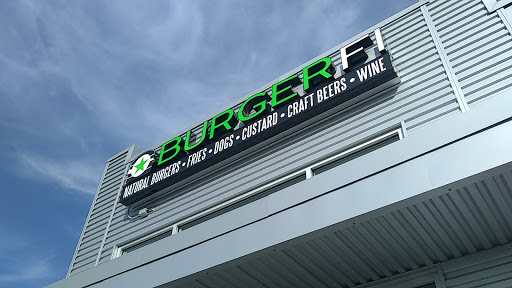 BURGERFI
NATURAL BURGERS • FRIES • DOGS • CUSTARD • CRAFT BEERS • WINE